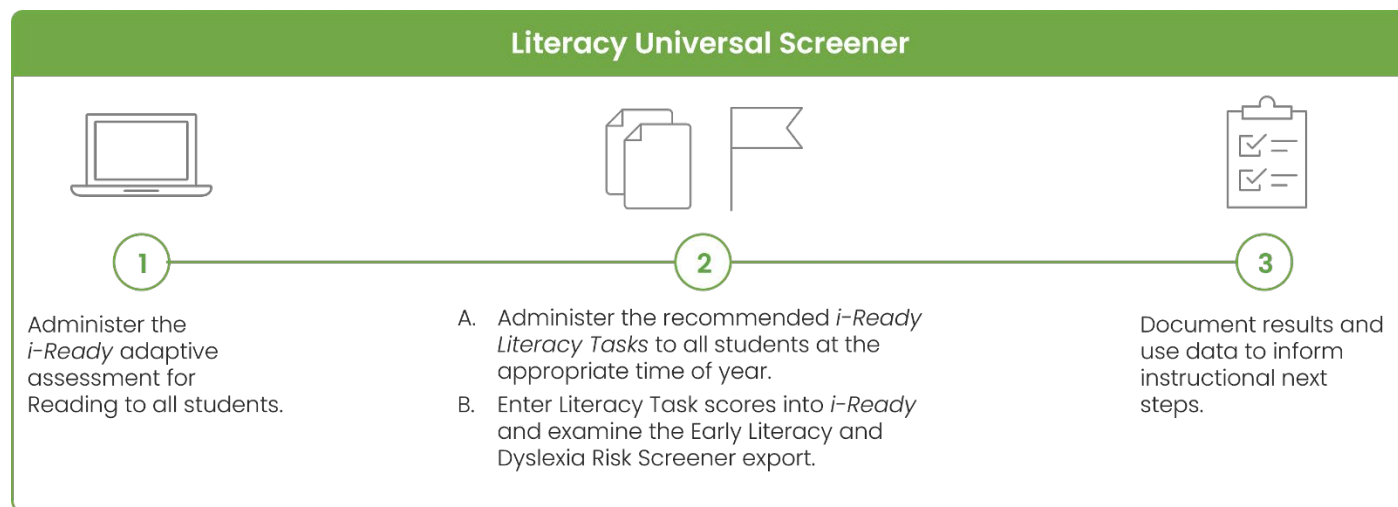 Literacy Universal Screener
1
Administer the
i-Ready adaptive
assessment for
Reading to all students.
2
A. Administer the recommended i-Ready
Literacy Tasks to all students at the
appropriate time of year.
B. Enter Literacy Task scores into i-Ready
and examine the Early Literacy and
Dyslexia Risk Screener export.
3
Document results and
use data to inform
instructional next
steps.